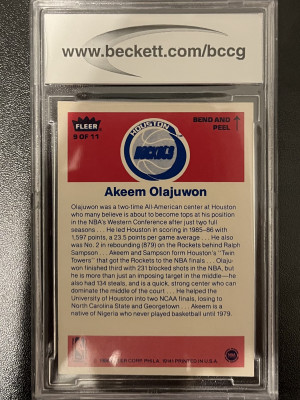 www.beckett.com/bccg
FLEER
9 OF 11
HOUSTON
ROCKETS
BEND AND
PEEL
Akeem Olajuwon
Olajuwon was a two-time All-American center at Houston
who many believe is about to become tops at his position
in the NBA's Western Conference after just two full
seasons . . . He led Houston in scoring in 1985-86 with
1,597 points, a 23.5 points per game average . . . He
also was No. 2 in rebounding (879) on the Rockets behind Ralph
Sampson . . . Akeem and Sampson form Houston's "Twin
Towers" that got the Rockets to the NBA finals . . . Olaju-
won finished third with 231 blocked shots in the NBA, but
he is more than just an imposing target in the middle—he
also had 134 steals, and is a quick, strong center who can
dominate the middle of the court . . . He helped the
University of Houston into two NCAA finals, losing to
North Carolina State and Georgetown . . . Akeem is a
native of Nigeria who never played basketball until 1979.
FLEER CORP. PHILA. 19141 PRINTED IN U.S.A.
NBA